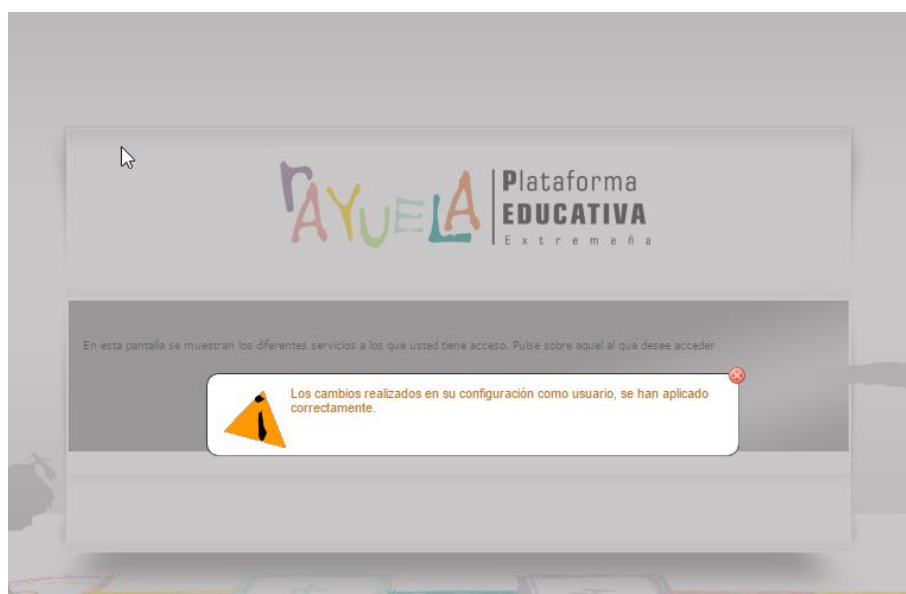 rAYUELA
Plataforma
EDUCATIVA
Extremeña
En esta pantalla se muestran los diferentes servicios a los que usted tiene acceso. Pulse sobre aquel al que desee acceder
Los cambios realizados en su configuración como usuario, se han aplicado
correctamente.